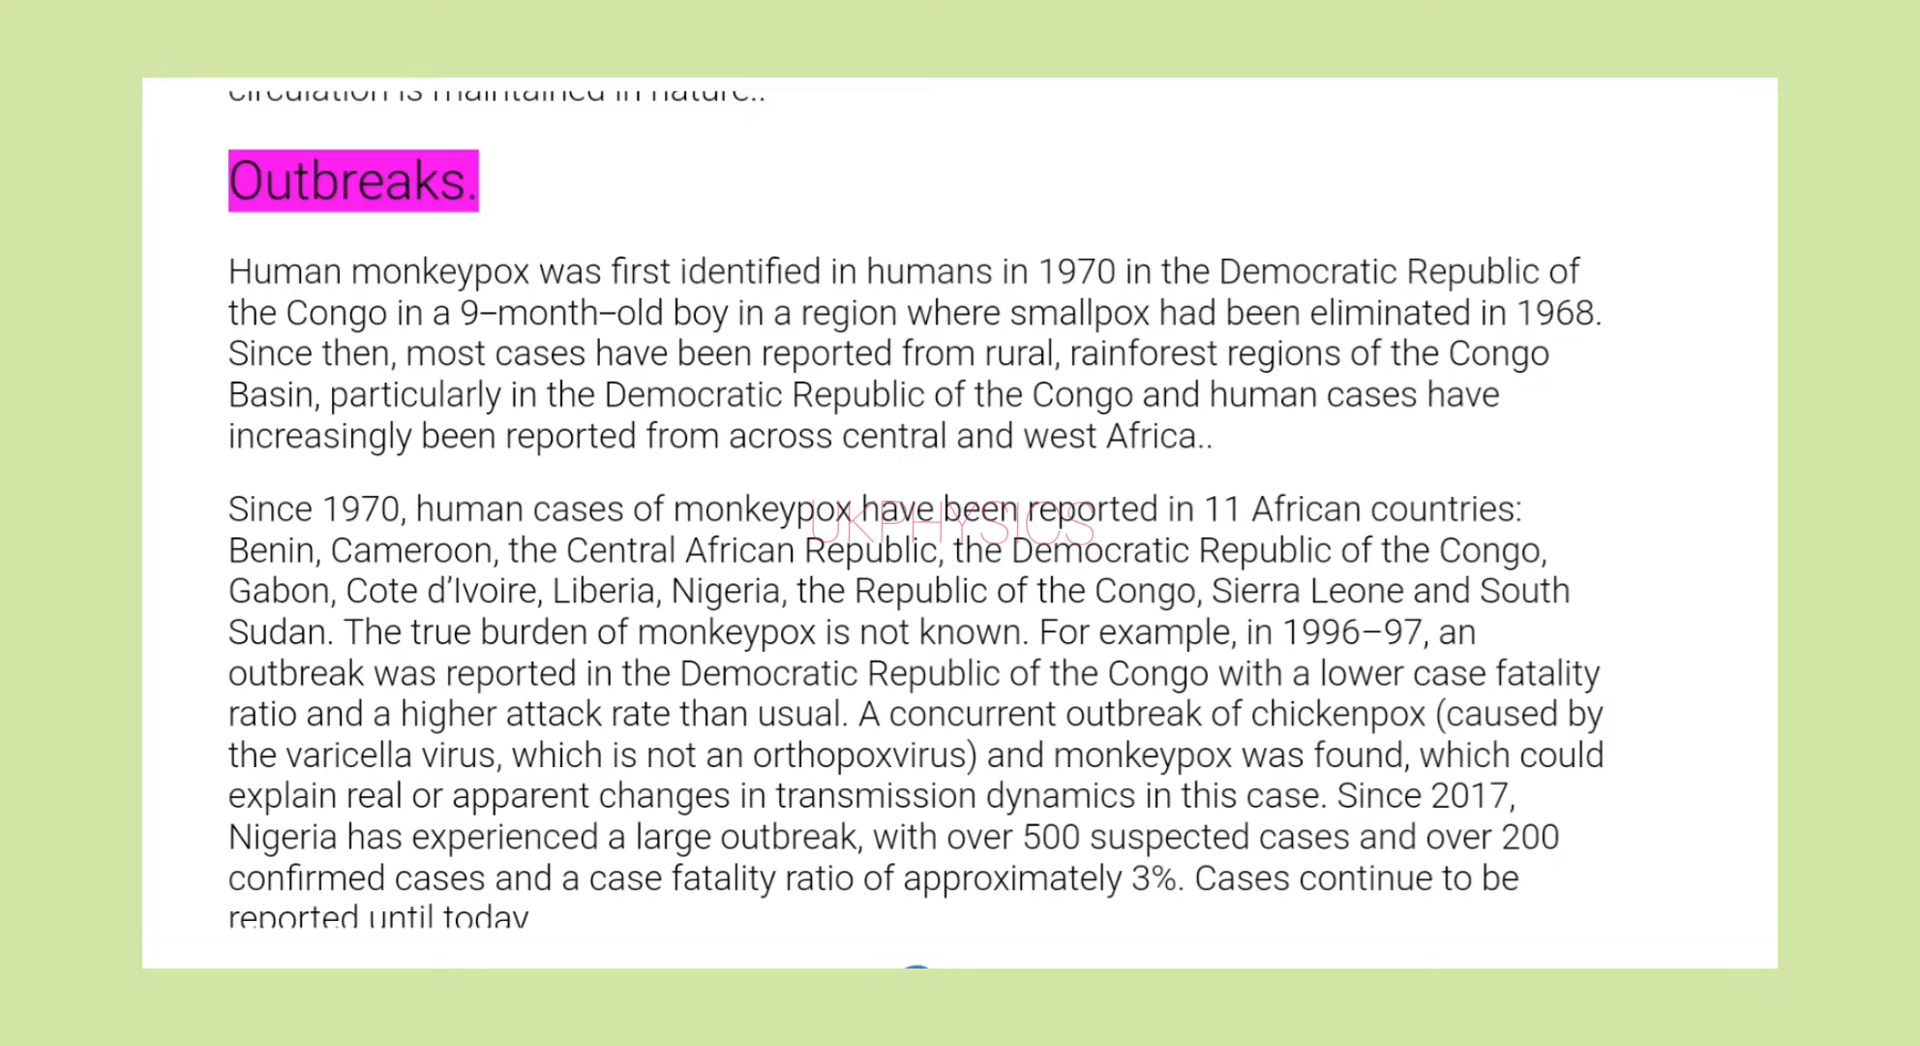 circulation is maintained in nature..
Outbreaks.
Human monkeypox was first identified in humans in 1970 in the Democratic Republic of
the Congo in a 9–month–old boy in a region where smallpox had been eliminated in 1968.
Since then, most cases have been reported from rural, rainforest regions of the Congo
Basin, particularly in the Democratic Republic of the Congo and human cases have
increasingly been reported from across central and west Africa..
Since 1970, human cases of monkeypox have been reported in 11 African countries:
UKPHYSICS
Benin, Cameroon, the Central African Republic, the Democratic Republic of the Congo,
Gabon, Cote d’Ivoire, Liberia, Nigeria, the Republic of the Congo, Sierra Leone and South
Sudan. The true burden of monkeypox is not known. For example, in 1996–97, an
outbreak was reported in the Democratic Republic of the Congo with a lower case fatality
ratio and a higher attack rate than usual. A concurrent outbreak of chickenpox (caused by
the varicella virus, which is not an orthopoxvirus) and monkeypox was found, which could
explain real or apparent changes in transmission dynamics in this case. Since 2017,
Nigeria has experienced a large outbreak, with over 500 suspected cases and over 200
confirmed cases and a case fatality ratio of approximately 3%. Cases continue to be
reported until today